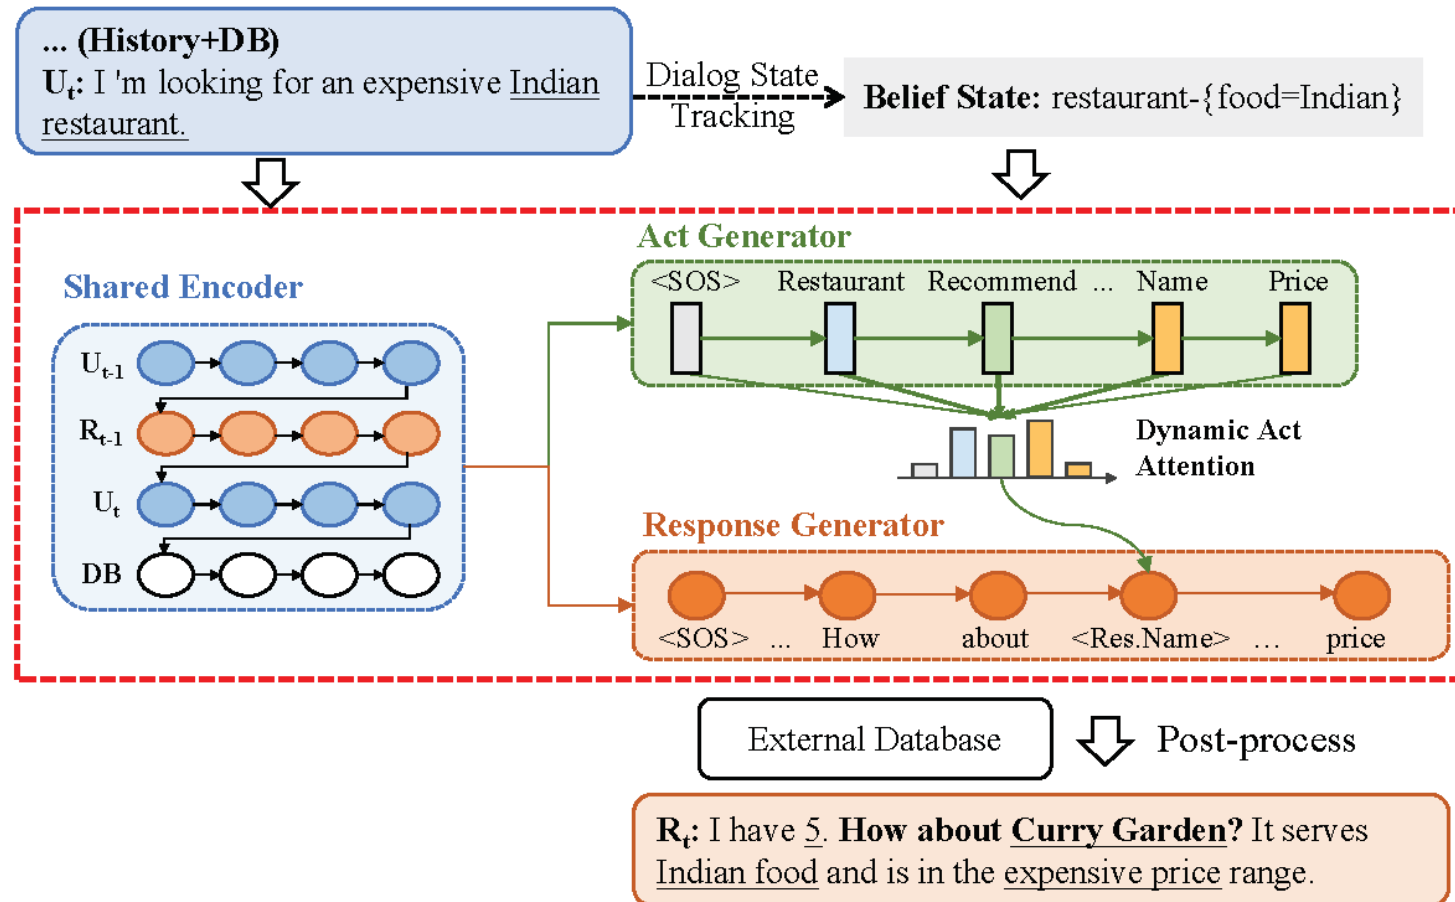 ... (History+DB)
Uₜ: I 'm looking for an expensive Indian
restaurant.
Dialog State
Tracking
Belief State: restaurant-{food=Indian}
Act Generator
<SOS> Restaurant Recommend ... Name Price
Shared Encoder
Uₜ₋₁
Rₜ₋₁
Uₜ
DB
Dynamic Act
Attention
Response Generator
<SOS> ... How about <Res.Name> ... price
External Database
Post-process
Rₜ: I have 5. How about Curry Garden? It serves
Indian food and is in the expensive price range.